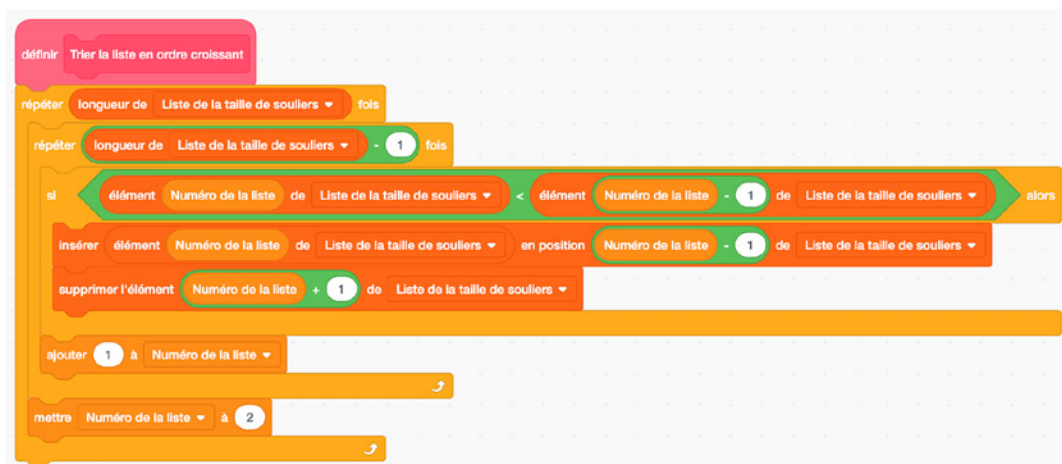 définir Trier la liste en ordre croissant
répéter longueur de Liste de la taille de souliers fois
répéter longueur de Liste de la taille de souliers - 1 fois
si élément Numéro de la liste de Liste de la taille de souliers < élément Numéro de la liste - 1 de Liste de la taille de souliers alors
insérer élément Numéro de la liste de Liste de la taille de souliers en position Numéro de la liste - 1 de Liste de la taille de souliers
supprimer l'élément Numéro de la liste + 1 de Liste de la taille de souliers
ajouter 1 à Numéro de la liste
mettre Numéro de la liste à 2